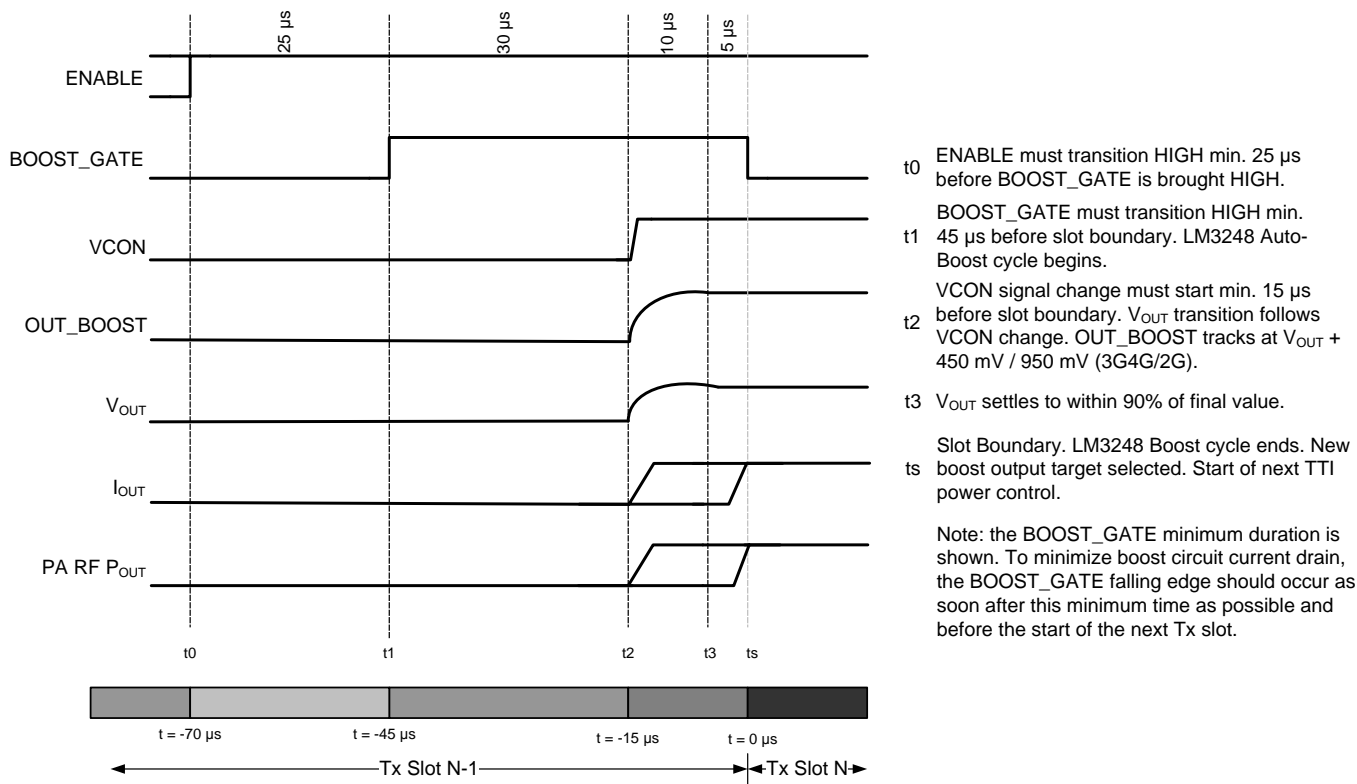 25 µs
30 µs
10 µs
5 µs
ENABLE
BOOST_GATE
VCON
OUT_BOOST
VOUT
IOUT
PA RF POUT
t0
ENABLE must transition HIGH min. 25 µs
before BOOST_GATE is brought HIGH.
t1
BOOST_GATE must transition HIGH min.
45 µs before slot boundary. LM3248 Auto-
Boost cycle begins.
t2
VCON signal change must start min. 15 µs
before slot boundary. VOUT transition follows
VCON change. OUT_BOOST tracks at VOUT +
450 mV / 950 mV (3G4G/2G).
t3 VOUT settles to within 90% of final value.
ts
Slot Boundary. LM3248 Boost cycle ends. New
boost output target selected. Start of next TTI
power control.
Note: the BOOST_GATE minimum duration is
shown. To minimize boost circuit current drain,
the BOOST_GATE falling edge should occur as
soon after this minimum time as possible and
before the start of the next Tx slot.
t0 t1 t2 t3 ts
t = -70 µs t = -45 µs t = -15 µs t = 0 µs
Tx Slot N-1 Tx Slot N